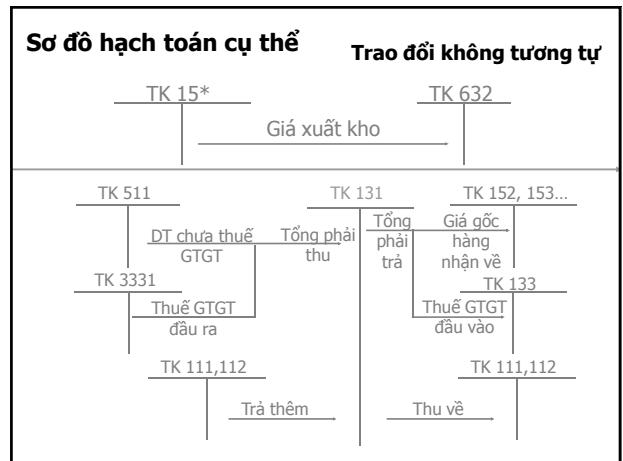 Sơ đồ hạch toán cụ thể
Trao đổi không tương tự
TK 15*
TK 632
Giá xuất kho
TK 511
TK 131
TK 152, 153...
DT chưa thuế
GTGT
Tổng phải
thu
Tổng
phải
trả
Giá gốc
hàng
nhận về
TK 3331
TK 133
Thuế GTGT
đầu ra
Thuế GTGT
đầu vào
TK 111,112
TK 111,112
Trả thêm
Thu về